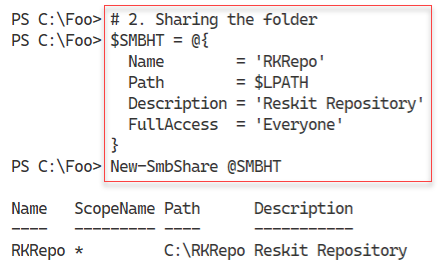 PS C:\Foo> # 2. Sharing the folder
PS C:\Foo> $SMBHT = @{
  Name        = 'RKRepo'
  Path        = $LPATH
  Description = 'Reskit Repository'
  FullAccess  = 'Everyone'
}
PS C:\Foo> New-SmbShare @SMBHT
Name   ScopeName Path      Description
----   --------- ----      -----------
RKRepo *         C:\RKRepo Reskit Repository